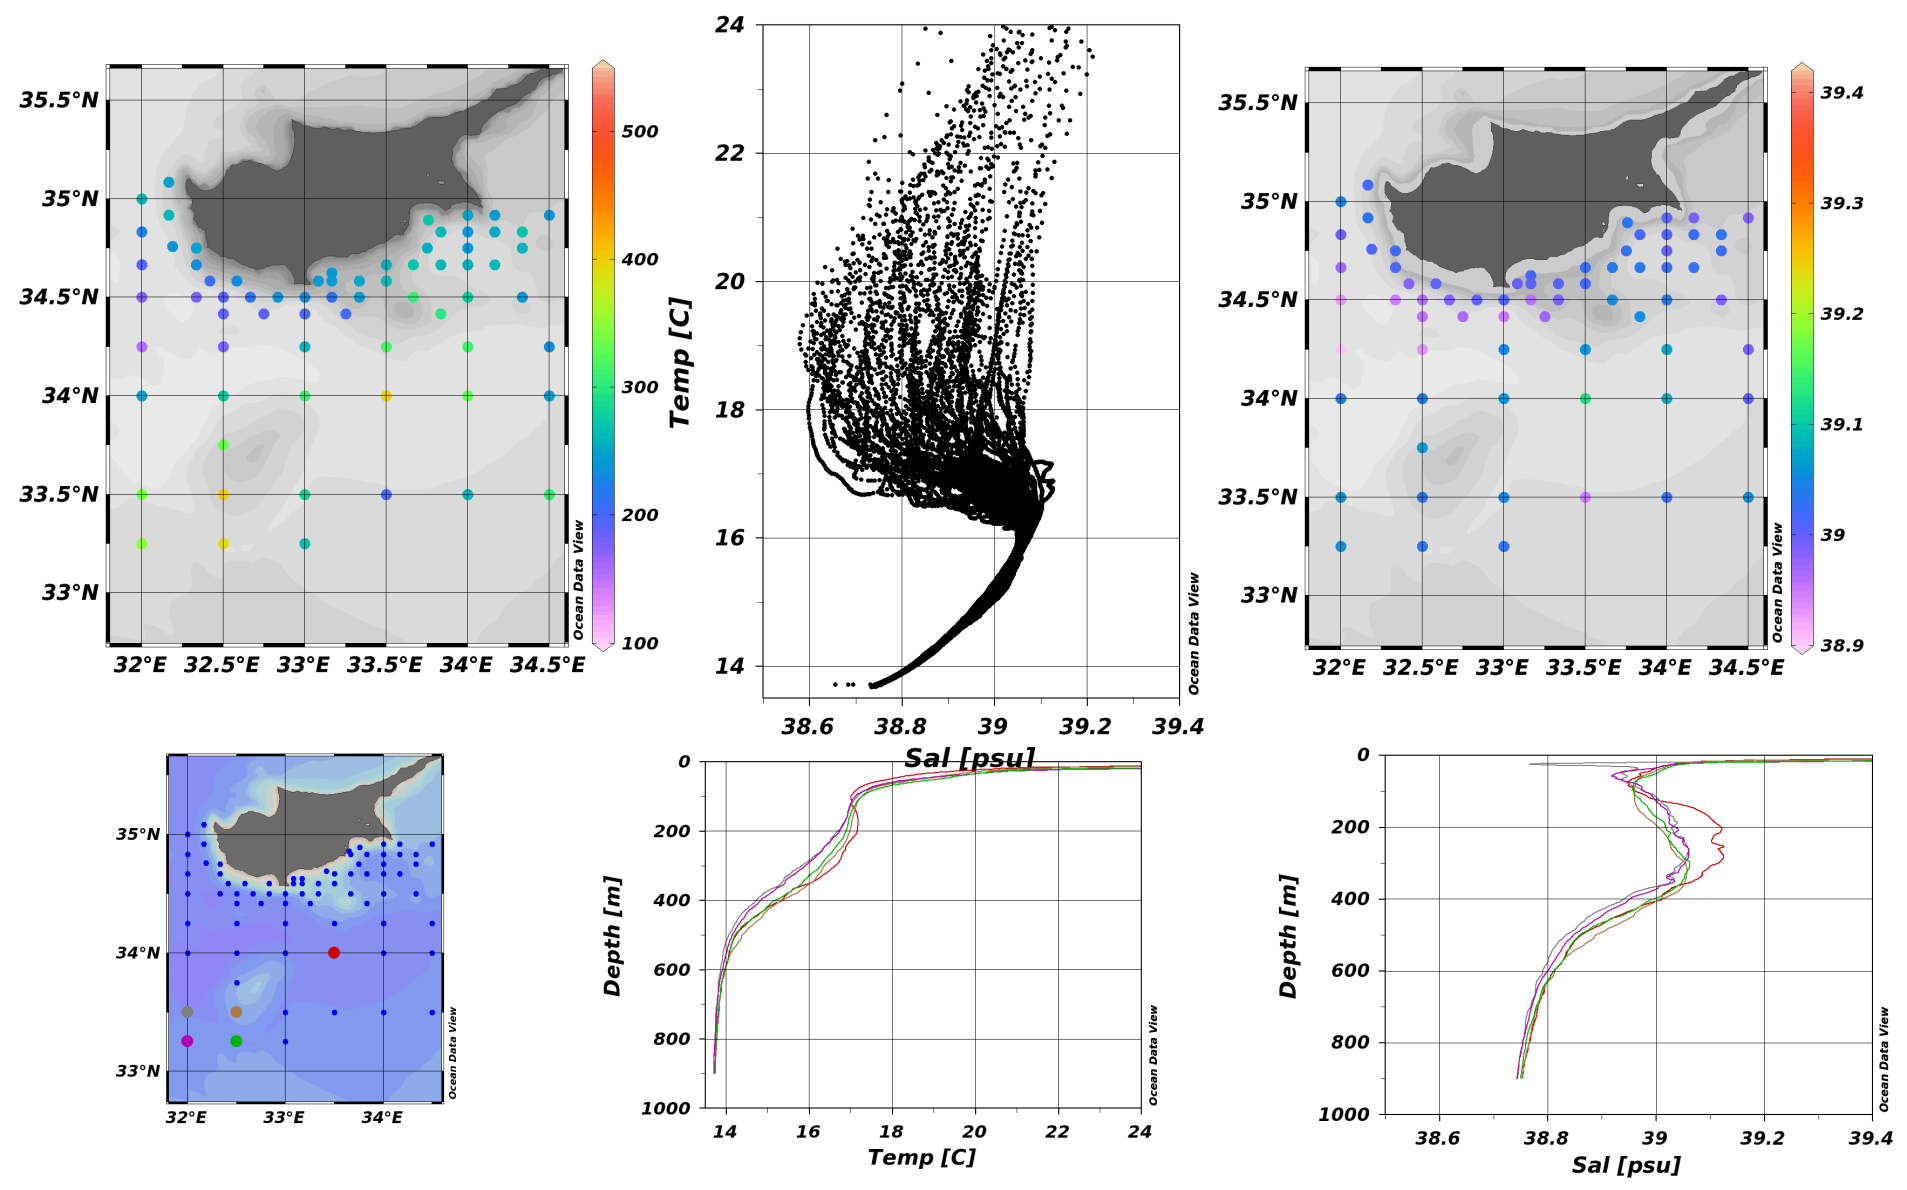 35.5°N
35°N
34.5°N
34°N
33.5°N
33°N
32°E 32.5°E 33°E 33.5°E 34°E 34.5°E
Ocean Data View
500
400
300
200
100
24
22
20
18
16
14
Temp [C]
38.6 38.8 39 39.2 39.4
Sal [psu]
Ocean Data View
35.5°N
35°N
34.5°N
34°N
33.5°N
33°N
32°E 32.5°E 33°E 33.5°E 34°E 34.5°E
Ocean Data View
39.4
39.3
39.2
39.1
39
38.9
35°N
34°N
33°N
32°E 33°E 34°E
Ocean Data View
0
200
400
600
800
1000
Depth [m]
14 16 18 20 22 24
Temp [C]
Ocean Data View
0
200
400
600
800
1000
Depth [m]
38.6 38.8 39 39.2 39.4
Sal [psu]
Ocean Data View